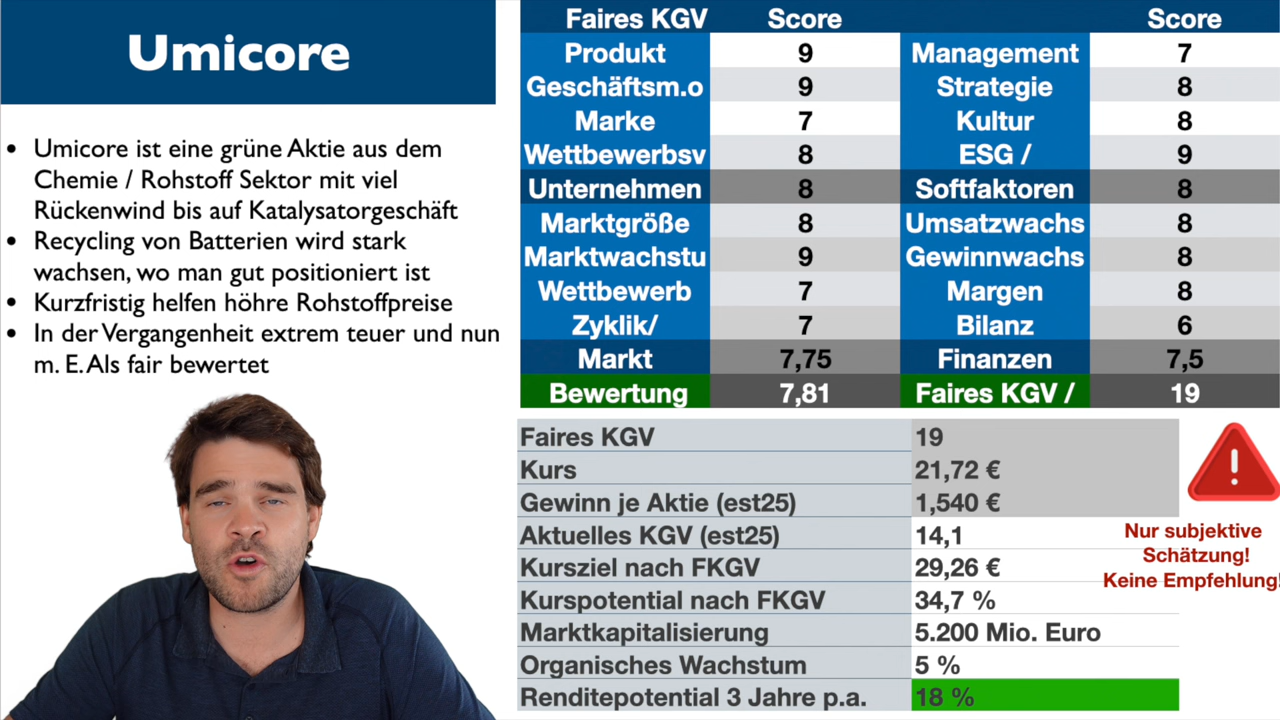 Umicore
• Umicore ist eine grüne Aktie aus dem
Chemie / Rohstoff Sektor mit viel
Rückenwind bis auf Katalysatorgeschäft
• Recycling von Batterien wird stark
wachsen, wo man gut positioniert ist
• Kurzfristig helfen höhre Rohstoffpreise
• In der Vergangenheit extrem teuer und nun
m. E. Als fair bewertet
Faires KGV Score Score
Produkt 9 Management 7
Geschäftsm.o 9 Strategie 8
Marke 7 Kultur 8
Wettbewerbsv 8 ESG / 9
Unternehmen 8 Softfaktoren 8
Marktgröße 8 Umsatzwachs 8
Marktwachstu 9 Gewinnwachs 8
Wettbewerb 7 Margen 8
Zyklik/ 7 Bilanz 6
Markt 7,75 Finanzen 7,5
Bewertung 7,81 Faires KGV / 19
Faires KGV 19
Kurs 21,72 €
Gewinn je Aktie (est25) 1,540 €
Aktuelles KGV (est25) 14,1
Kursziel nach FKGV 29,26 €
Kurspotential nach FKGV 34,7 %
Marktkapitalisierung 5.200 Mio. Euro
Organisches Wachstum 5 %
Renditepotential 3 Jahre p.a. 18 %
!
Nur subjektive
Schätzung!
Keine Empfehlung!